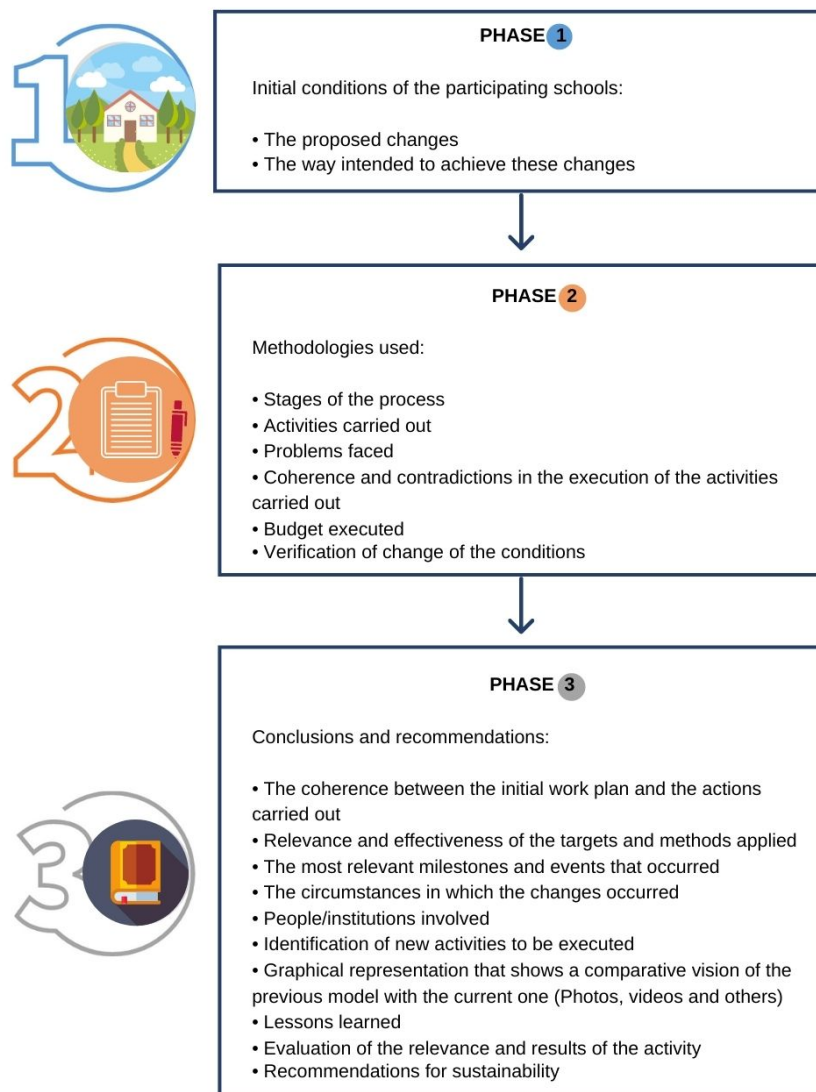 1
PHASE 1
Initial conditions of the participating schools:
• The proposed changes
• The way intended to achieve these changes
2
PHASE 2
Methodologies used:
• Stages of the process
• Activities carried out
• Problems faced
• Coherence and contradictions in the execution of the activities
carried out
• Budget executed
• Verification of change of the conditions
3
PHASE 3
Conclusions and recommendations:
• The coherence between the initial work plan and the actions
carried out
• Relevance and effectiveness of the targets and methods applied
• The most relevant milestones and events that occurred
• The circumstances in which the changes occurred
• People/institutions involved
• Identification of new activities to be executed
• Graphical representation that shows a comparative vision of the
previous model with the current one (Photos, videos and others)
• Lessons learned
• Evaluation of the relevance and results of the activity
• Recommendations for sustainability